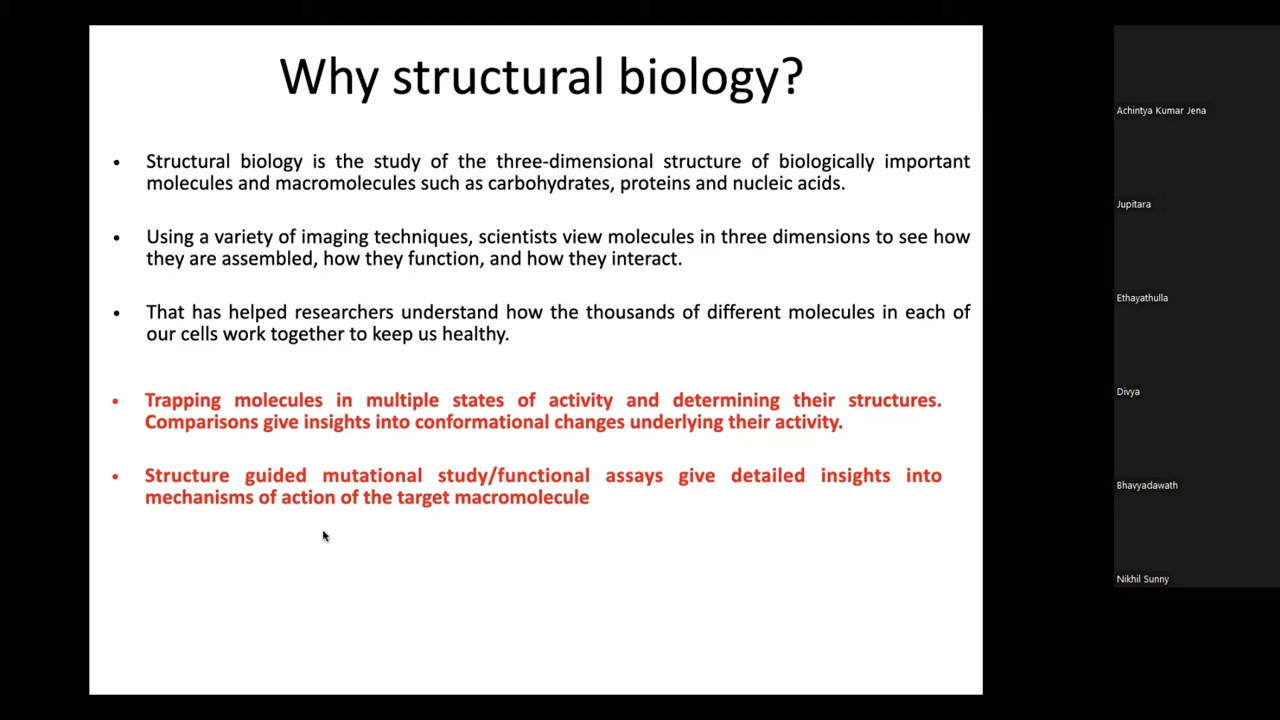 Why structural biology?
• Structural biology is the study of the three-dimensional structure of biologically important
molecules and macromolecules such as carbohydrates, proteins and nucleic acids.
• Using a variety of imaging techniques, scientists view molecules in three dimensions to see how
they are assembled, how they function, and how they interact.
• That has helped researchers understand how the thousands of different molecules in each of
our cells work together to keep us healthy.
• Trapping molecules in multiple states of activity and determining their structures.
Comparisons give insights into conformational changes underlying their activity.
• Structure guided mutational study/functional assays give detailed insights into
mechanisms of action of the target macromolecule
Achintya Kumar Jena
Jupitara
Ethayathulla
Divya
Bhavyadawath
Nikhil Sunny